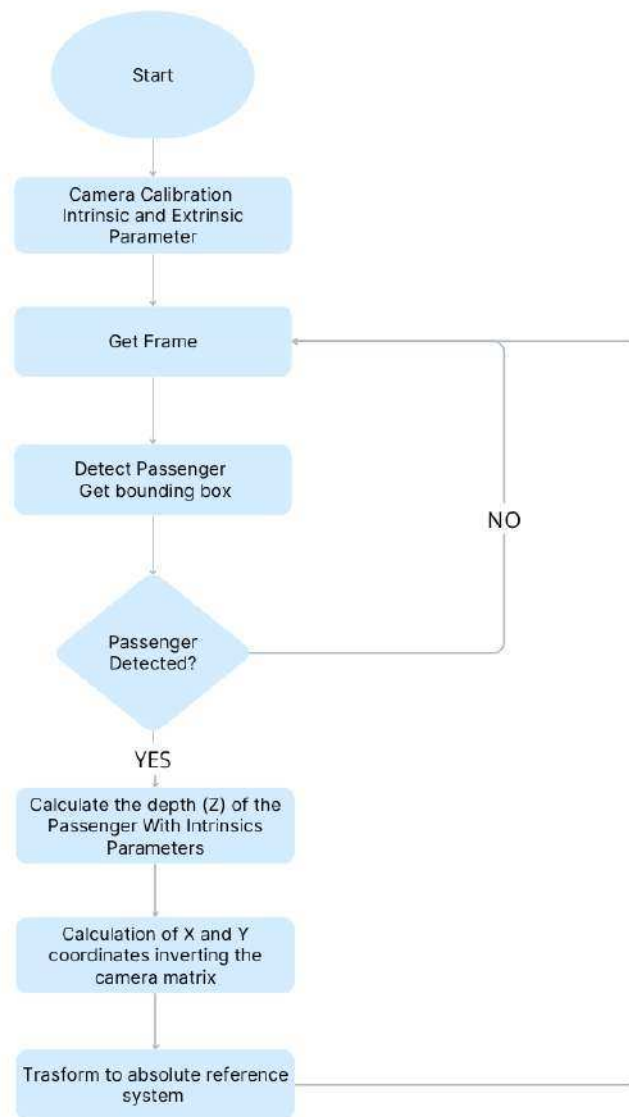 Start
Camera Calibration
Intrinsic and Extrinsic
Parameter
Get Frame
Detect Passenger
Get bounding box
NO
Passenger
Detected?
YES
Calculate the depth (Z) of the
Passenger With Intrinsics
Parameters
Calculation of X and Y
coordinates inverting the
camera matrix
Trasform to absolute reference
system